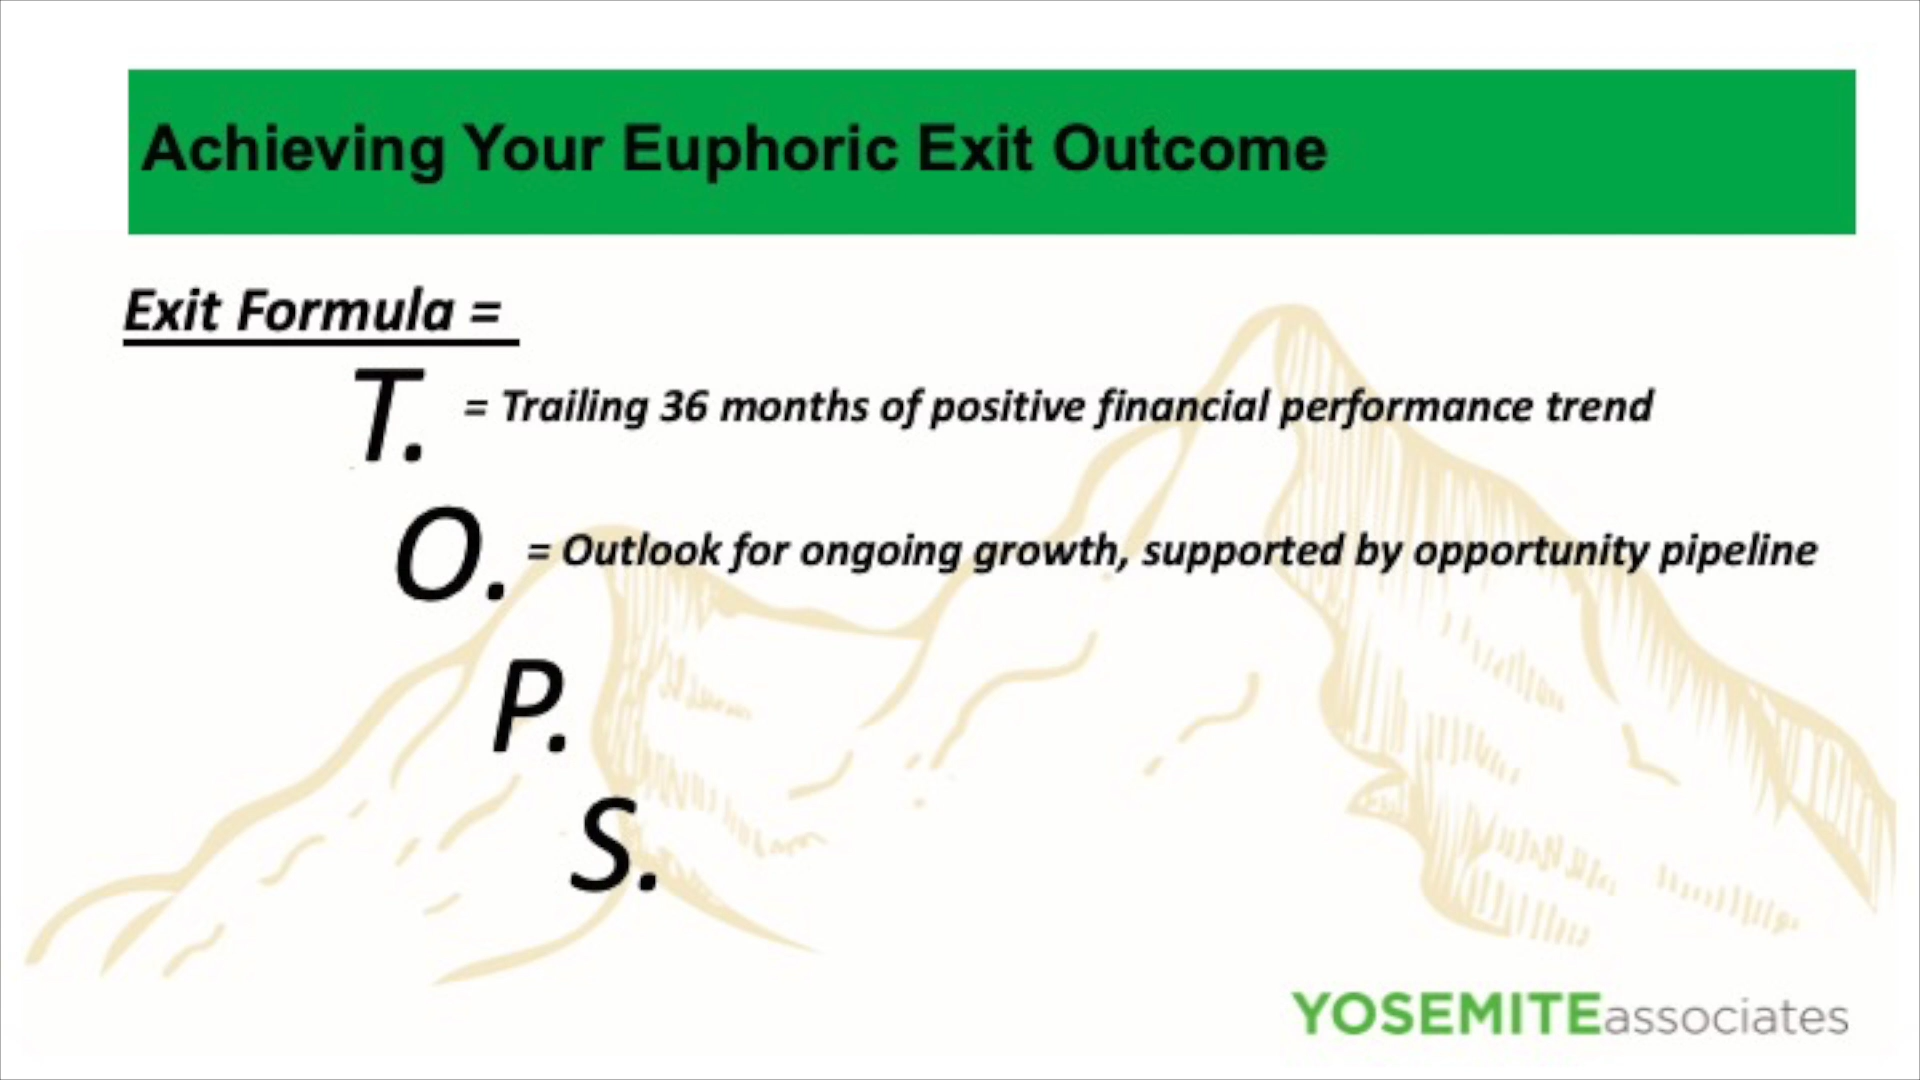 Achieving Your Euphoric Exit Outcome
Exit Formula =
T. = Trailing 36 months of positive financial performance trend
O. = Outlook for ongoing growth, supported by opportunity pipeline
P.
S.
YOSEMITEassociates